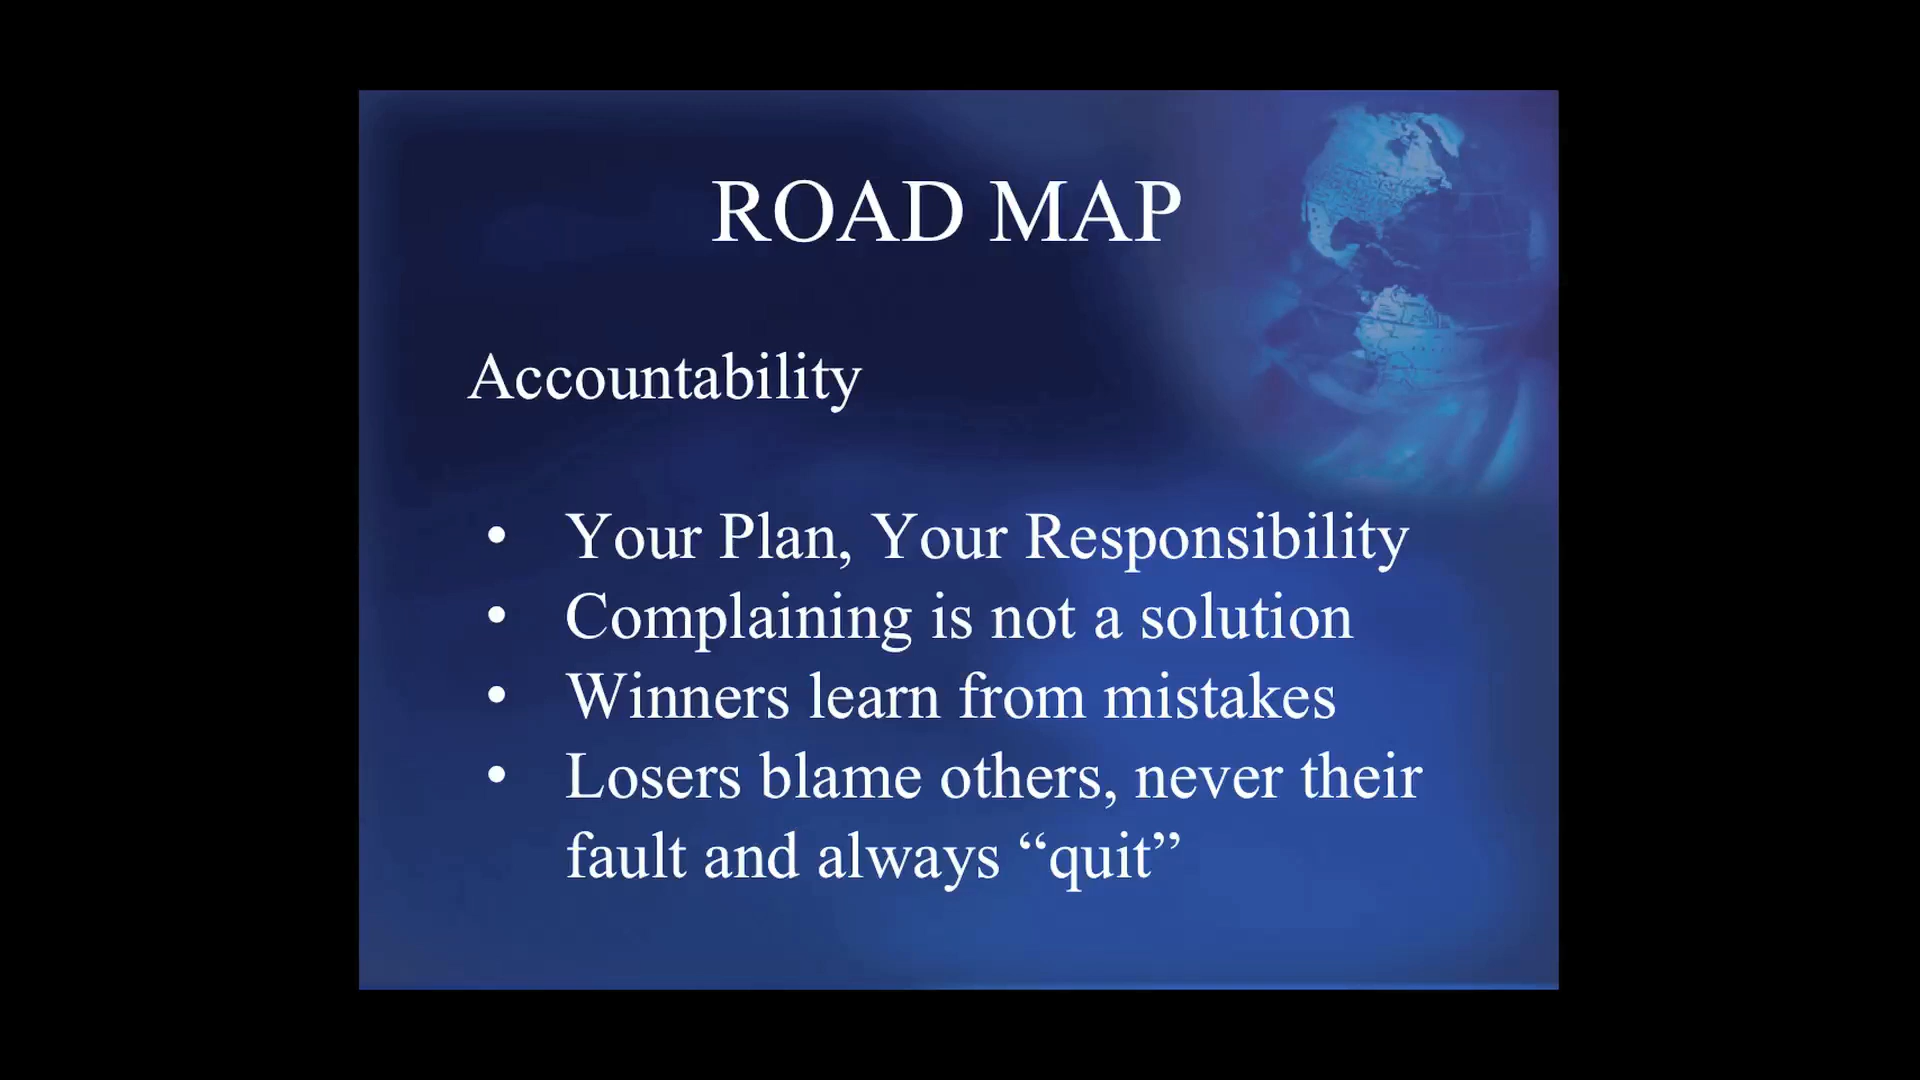 ROAD MAP
Accountability
• Your Plan, Your Responsibility
• Complaining is not a solution
• Winners learn from mistakes
• Losers blame others, never their
fault and always “quit”